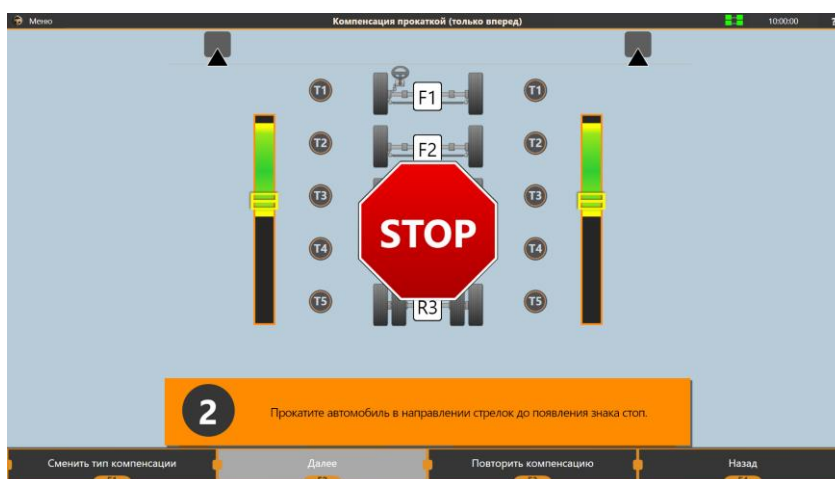 Меню Компенсация прокаткой (только вперед) 10:00:00 ?
T1 F1 T1
T2 F2 T2
T3 T3
STOP
T4 T4
T5 R3 T5
2 Прокатите автомобиль в направлении стрелок до появления знака стоп.
Сменить тип компенсации Далее Повторить компенсацию Назад